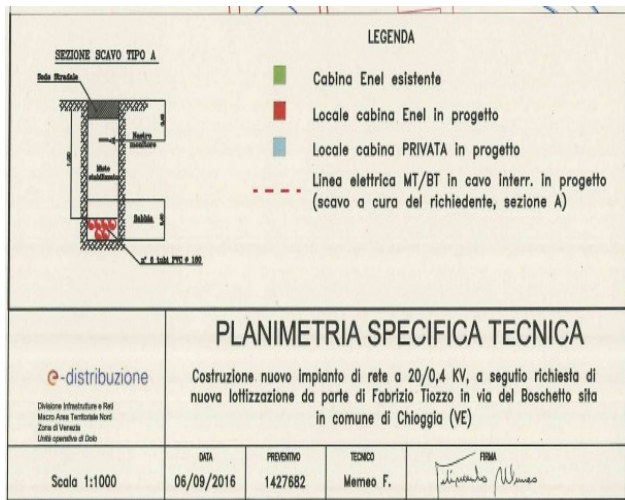 SEZIONE SCAVO TIPO A
Sede Stradale
Nastro
monitore
Misto
stabilizzato
Sabbia
n° 8 tubi PVC ø 160
LEGENDA
Cabina Enel esistente
Locale cabina Enel in progetto
Locale cabina PRIVATA in progetto
Linea elettrica MT/BT in cavo interr. in progetto
(scavo a cura del richiedente, sezione A)
e-distribuzione
Divisione Infrastrutture e Reti
Macro Area Territoriale Nord
Zona di Venezia
Unità operativa di Dolo
PLANIMETRIA SPECIFICA TECNICA
Costruzione nuovo impianto di rete a 20/0,4 KV, a segutio richiesta di
nuova lottizzazione da parte di Fabrizio Tiozzo in via del Boschetto sita
in comune di Chioggia (VE)
Scala 1:1000
DATA
06/09/2016
PREVENTIVO
1427682
TECNICO
Memeo F.
FIRMA